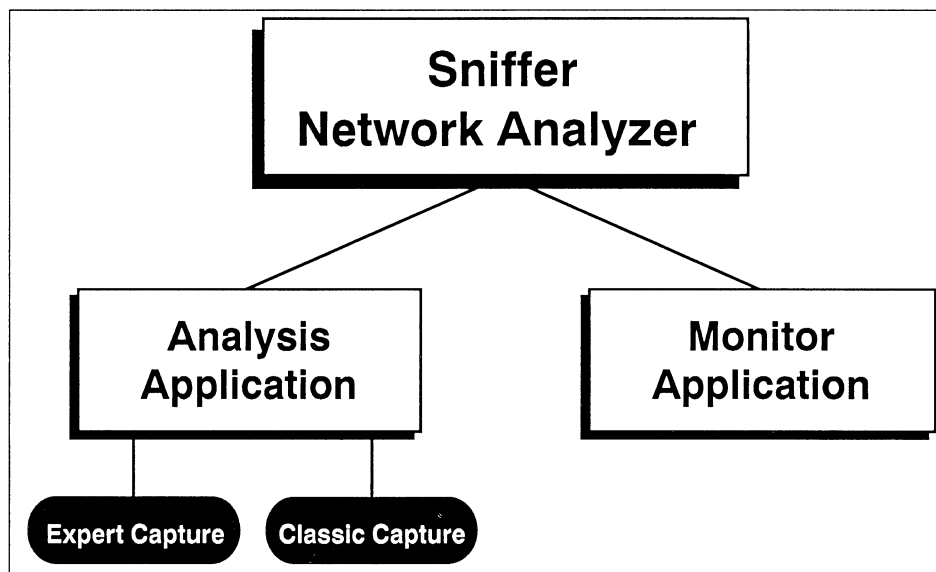 Sniffer
Network Analyzer
Analysis
Application
Monitor
Application
Expert Capture
Classic Capture